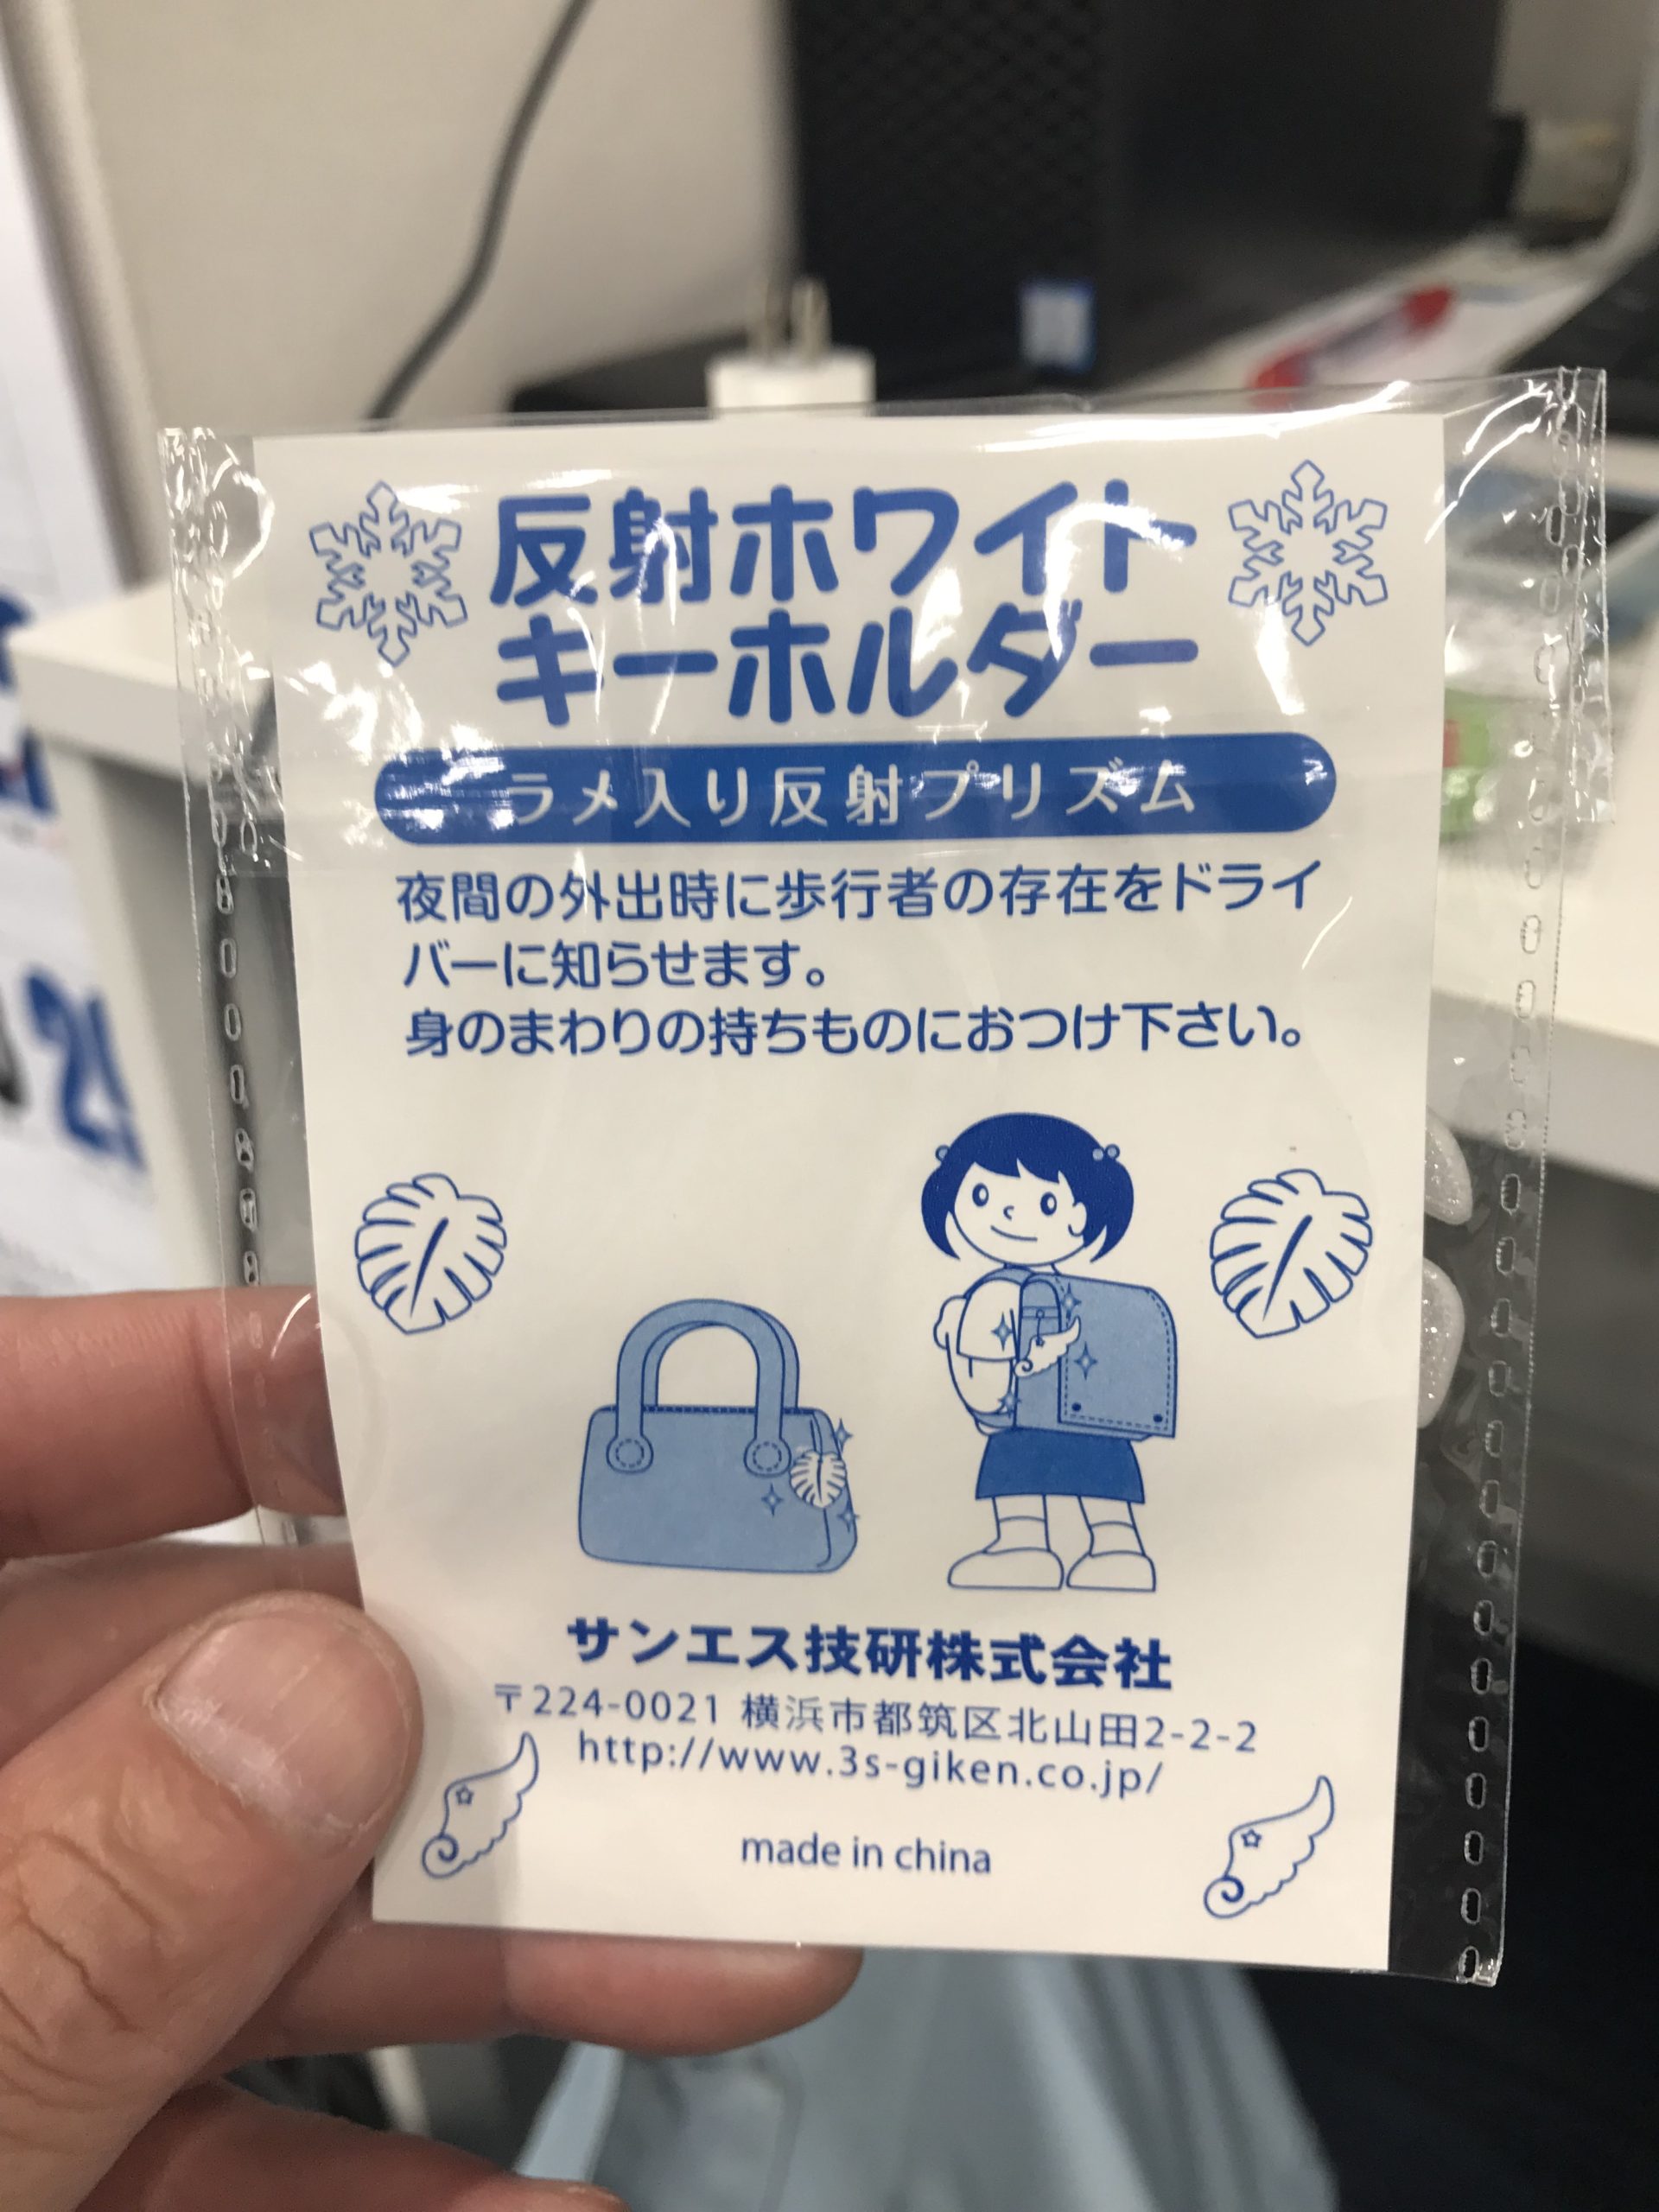 反射ホワイト
キーホルダー
ラメ入り反射プリズム
夜間の外出時に歩行者の存在をドライ
バーに知らせます。
身のまわりの持ちものにおつけ下さい。
サンエス技研株式会社
〒224-0021 横浜市都筑区北山田2-2-2
http://www.3s-giken.co.jp/
made in china